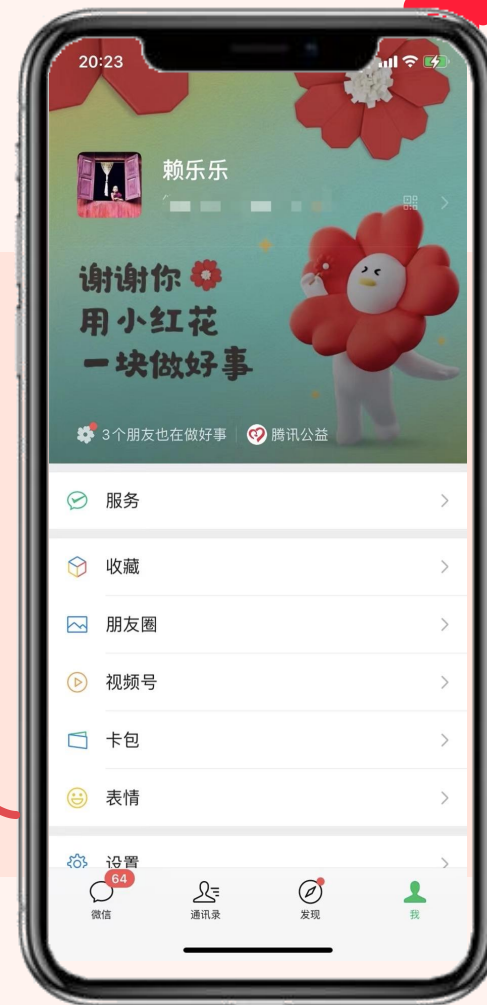 20:23
赖乐乐
谢谢你
用小红花
一块做好事
3个朋友也在做好事 腾讯公益
服务
收藏
朋友圈
视频号
卡包
表情
设置
64
微信 通讯录 发现 我